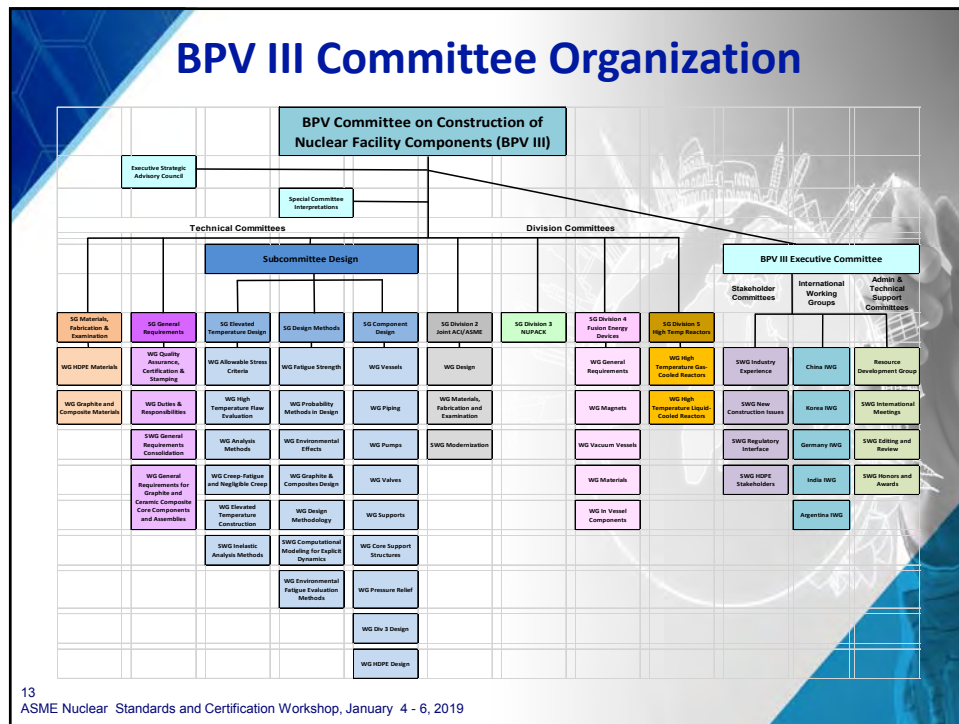 BPV III Committee Organization
BPV Committee on Construction of
Nuclear Facility Components (BPV III)
Executive Strategic
Advisory Council
Special Committee
Interpretations
Technical Committees
Division Committees
Subcommittee Design
BPV III Executive Committee
Stakeholder
Committees
International
Working
Groups
Admin &
Technical
Support
Committees
SG Materials,
Fabrication &
Examination
WG HDPE Materials
WG Graphite and
Composite Materials
SG General
Requirements
WG Quality
Assurance,
Certification &
Stamping
WG Duties &
Responsibilities
SWG General
Requirements
Consolidation
WG General
Requirements for
Graphite and
Ceramic Composite
Core Components
and Assemblies
SG Elevated
Temperature Design
WG Allowable Stress
Criteria
WG High
Temperature Flaw
Evaluation
WG Analysis
Methods
WG Creep-Fatigue
and Negligible Creep
WG Elevated
Temperature
Construction
SWG Inelastic
Analysis Methods
SG Design Methods
WG Fatigue Strength
WG Probability
Methods in Design
WG Environmental
Effects
WG Graphite &
Composites Design
WG Design
Methodology
SWG Computational
Modeling for Explicit
Dynamics
WG Environmental
Fatigue Evaluation
Methods
SG Component
Design
WG Vessels
WG Piping
WG Pumps
WG Valves
WG Supports
WG Core Support
Structures
WG Pressure Relief
WG Div 3 Design
WG HDPE Design
SG Division 2
Joint ACI/ASME
WG Design
WG Materials,
Fabrication and
Examination
SWG Modernization
SG Division 3
NUPACK
SG Division 4
Fusion Energy
Devices
WG General
Requirements
WG Magnets
WG Vacuum Vessels
WG Materials
WG In Vessel
Components
SG Division 5
High Temp Reactors
WG High
Temperature Gas-
Cooled Reactors
WG High
Temperature Liquid-
Cooled Reactors
SWG Industry
Experience
SWG New
Construction Issues
SWG Regulatory
Interface
SWG HDPE
Stakeholders
China IWG
Korea IWG
Germany IWG
India IWG
Argentina IWG
Resource
Development Group
SWG International
Meetings
SWG Editing and
Review
SWG Honors and
Awards
13
ASME Nuclear Standards and Certification Workshop, January 4 - 6, 2019